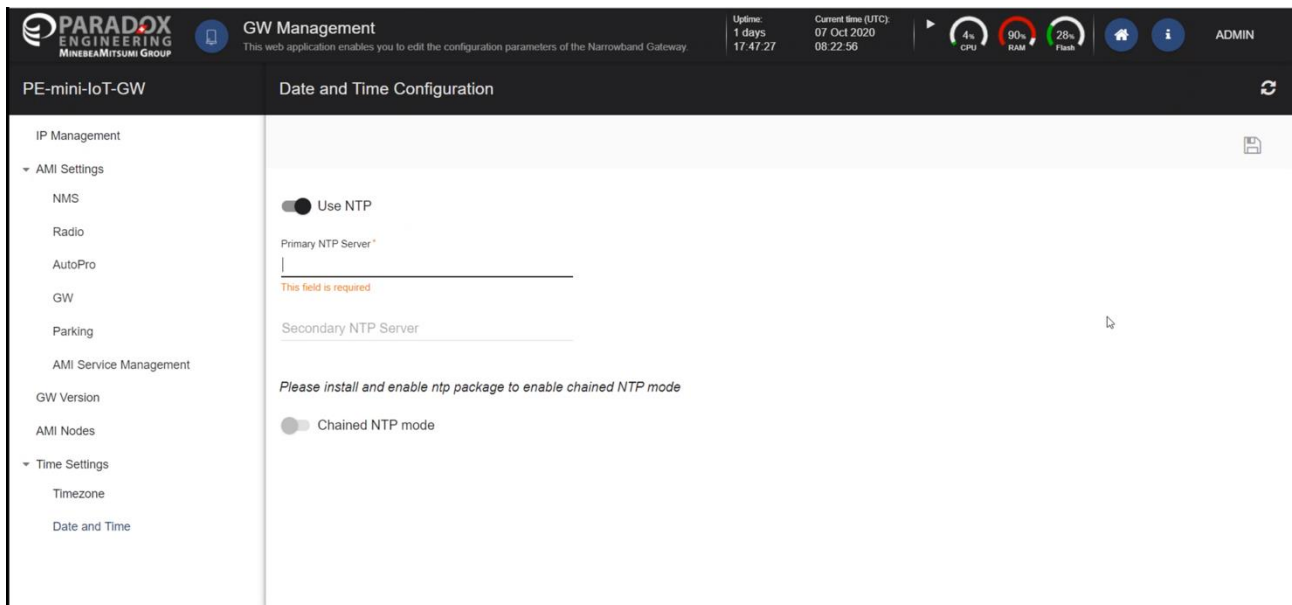 PARADOX
ENGINEERING
MINEBEAMITSUMI GROUP
GW Management
This web application enables you to edit the configuration parameters of the Narrowband Gateway.
Uptime:
1 days
17:47:27
Current time (UTC):
07 Oct 2020
08:22:56
4%
CPU
90%
RAM
28%
Flash
i
ADMIN
PE-mini-IoT-GW
Date and Time Configuration
IP Management
AMI Settings
NMS
Radio
AutoPro
GW
Parking
AMI Service Management
GW Version
AMI Nodes
Time Settings
Timezone
Date and Time
Use NTP
Primary NTP Server*
This field is required
Secondary NTP Server
Please install and enable ntp package to enable chained NTP mode
Chained NTP mode